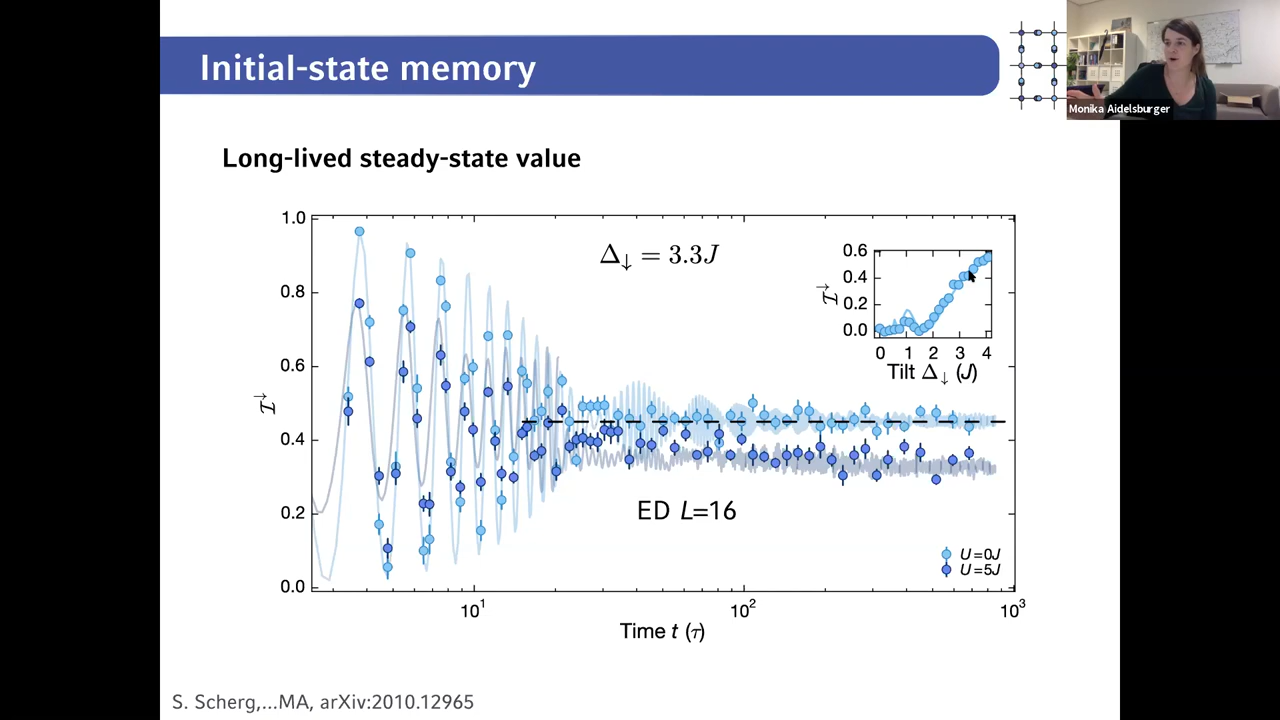 Initial-state memory
Monika Aidelsburger
Long-lived steady-state value
1.0
0.8
0.6
0.4
0.2
0.0
𝓘↓
Δ↓ = 3.3J
0.6
0.4
0.2
0.0
𝓘↓
0 1 2 3 4
Tilt Δ↓ (J)
ED L=16
U=0J
U=5J
10¹ 10² 10³
Time t (τ)
S. Scherg,...MA, arXiv:2010.12965